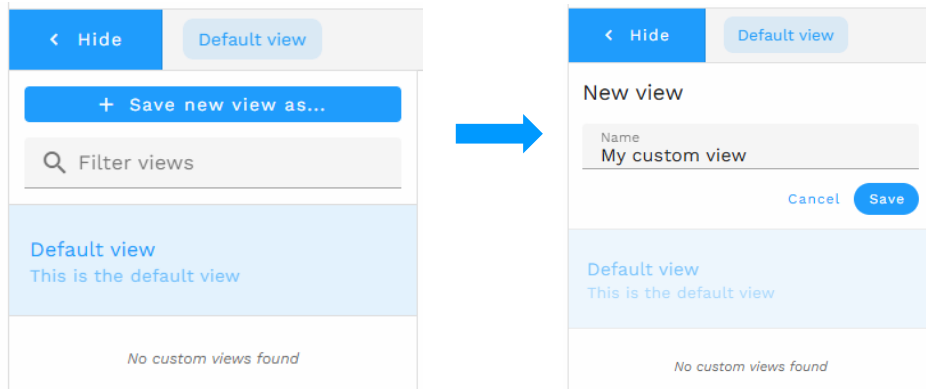 Hide
Default view
+ Save new view as...
Filter views
Default view
This is the default view
No custom views found
Hide
Default view
New view
Name
My custom view
Cancel
Save
Default view
This is the default view
No custom views found